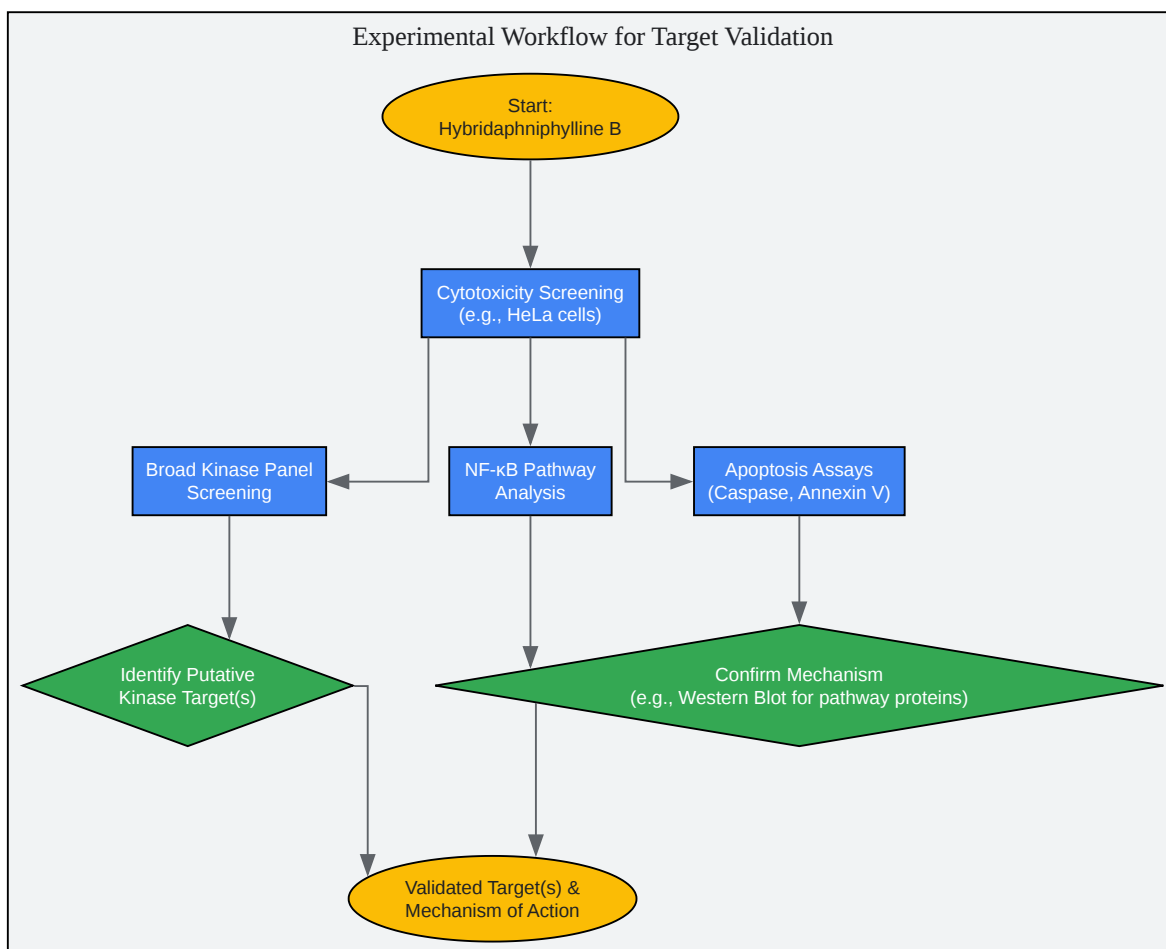 Experimental Workflow for Target Validation
Start:
Hybridaphniphylline B
Cytotoxicity Screening
(e.g., HeLa cells)
Broad Kinase Panel
Screening
NF-κB Pathway
Analysis
Apoptosis Assays
(Caspase, Annexin V)
Identify Putative
Kinase Target(s)
Confirm Mechanism
(e.g., Western Blot for pathway proteins)
Validated Target(s) &
Mechanism of Action